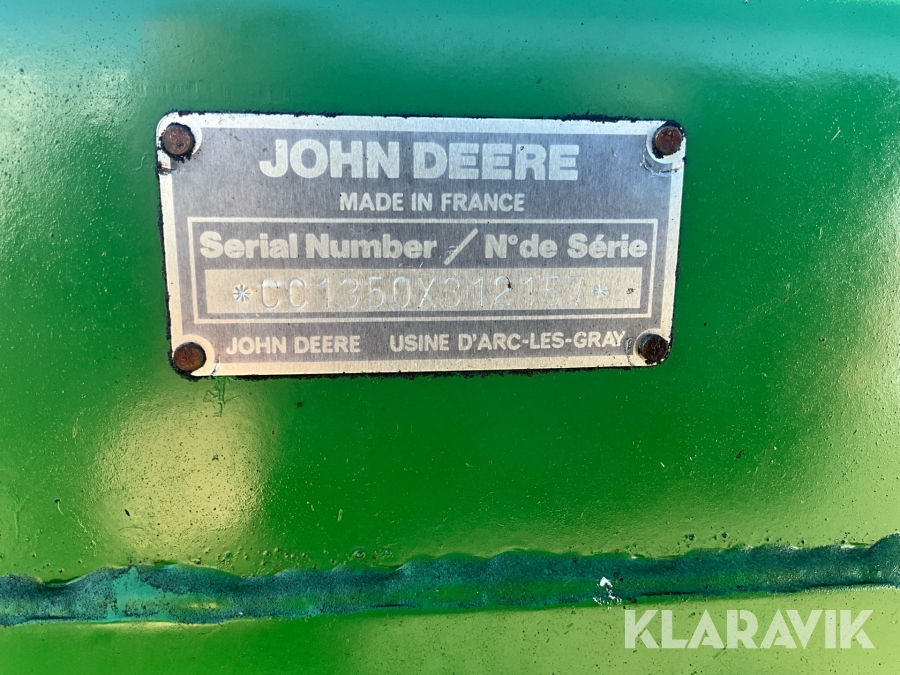 JOHN DEERE
MADE IN FRANCE
Serial Number / N° de Série
*CC1350X812157*
JOHN DEERE USINE D'ARC-LES-GRAY
KLARAVIK